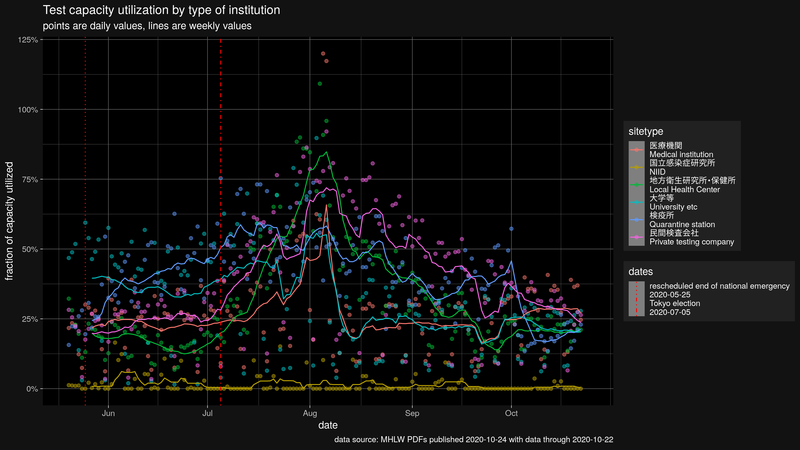 Test capacity utilization by type of institution
points are daily values, lines are weekly values
125%
100%
75%
50%
25%
0%
fraction of capacity utilized
Jun
Jul
Aug
Sep
Oct
date
sitetype
医療機関
Medical institution
国立感染症研究所
NIID
地方衛生研究所・保健所
Local Health Center
大学等
University etc
検疫所
Quarantine station
民間検査会社
Private testing company
dates
rescheduled end of national emergency
2020-05-25
Tokyo election
2020-07-05
data source: MHLW PDFs published 2020-10-24 with data through 2020-10-22